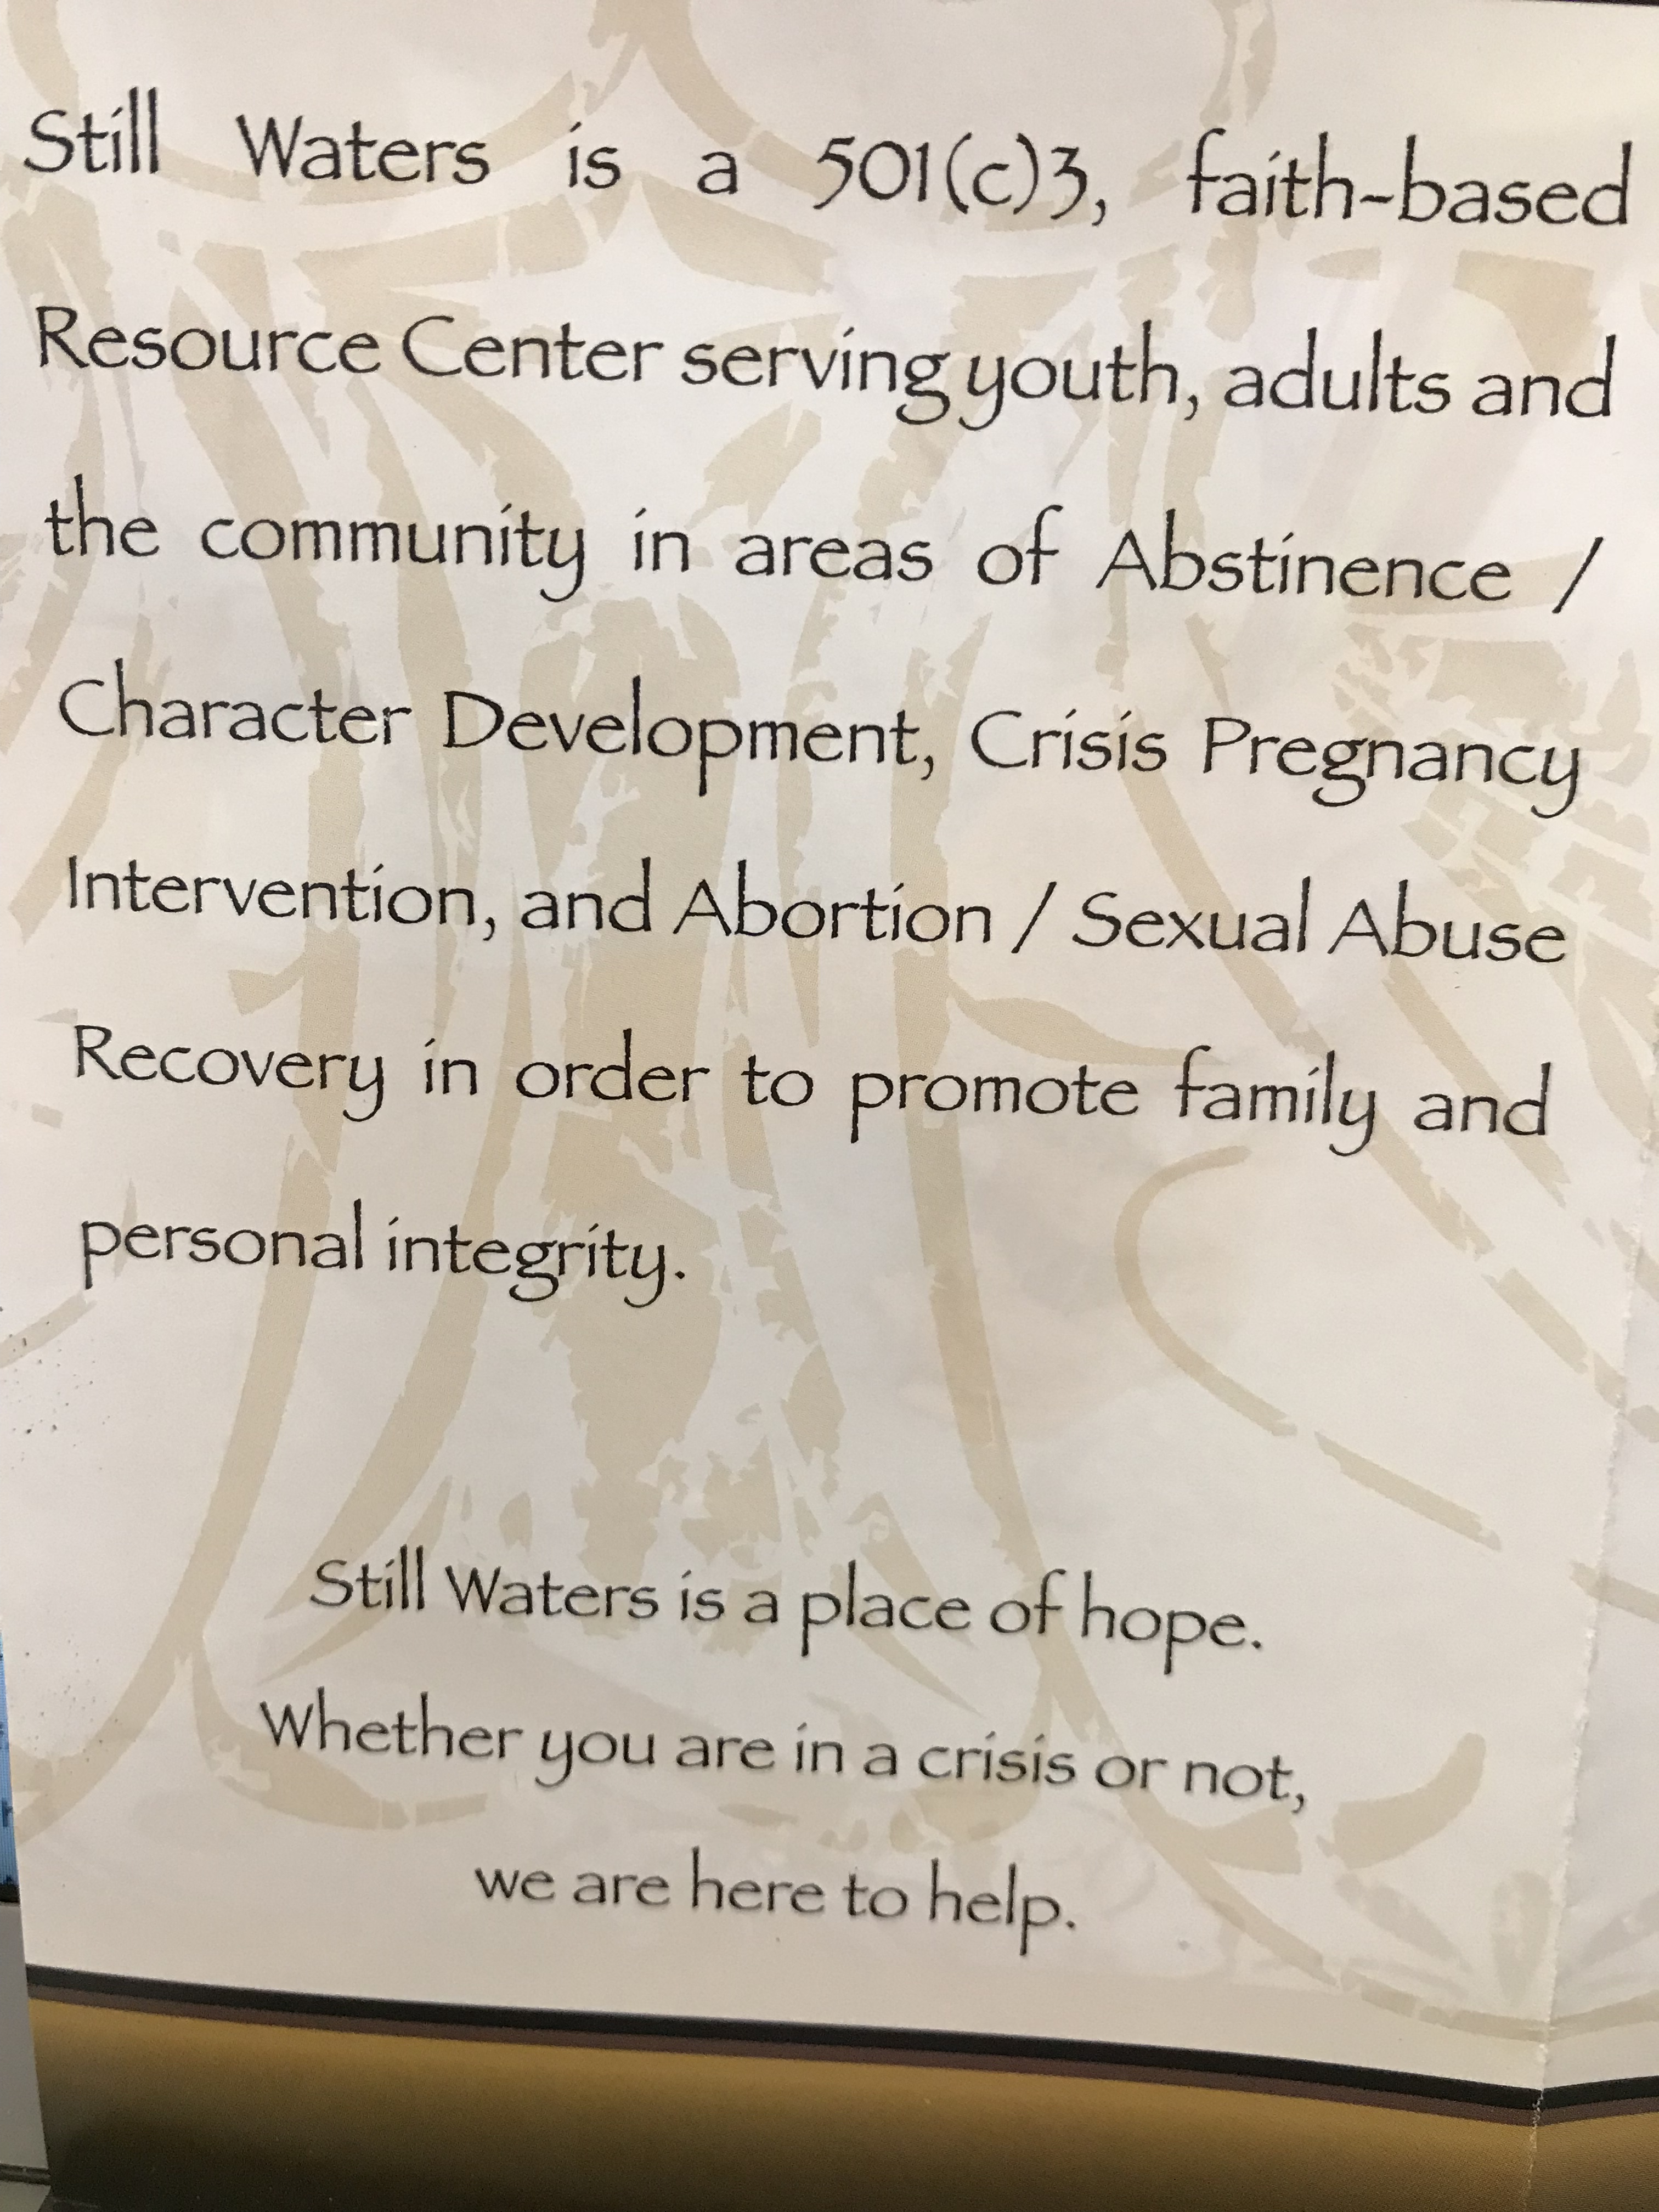 Still Waters is a 501(c)3, faith-based
Resource Center serving youth, adults and
the community in areas of Abstinence /
Character Development, Crisis Pregnancy
Intervention, and Abortion / Sexual Abuse
Recovery in order to promote family and
personal integrity.
Still Waters is a place of hope.
Whether you are in a crisis or not,
we are here to help.